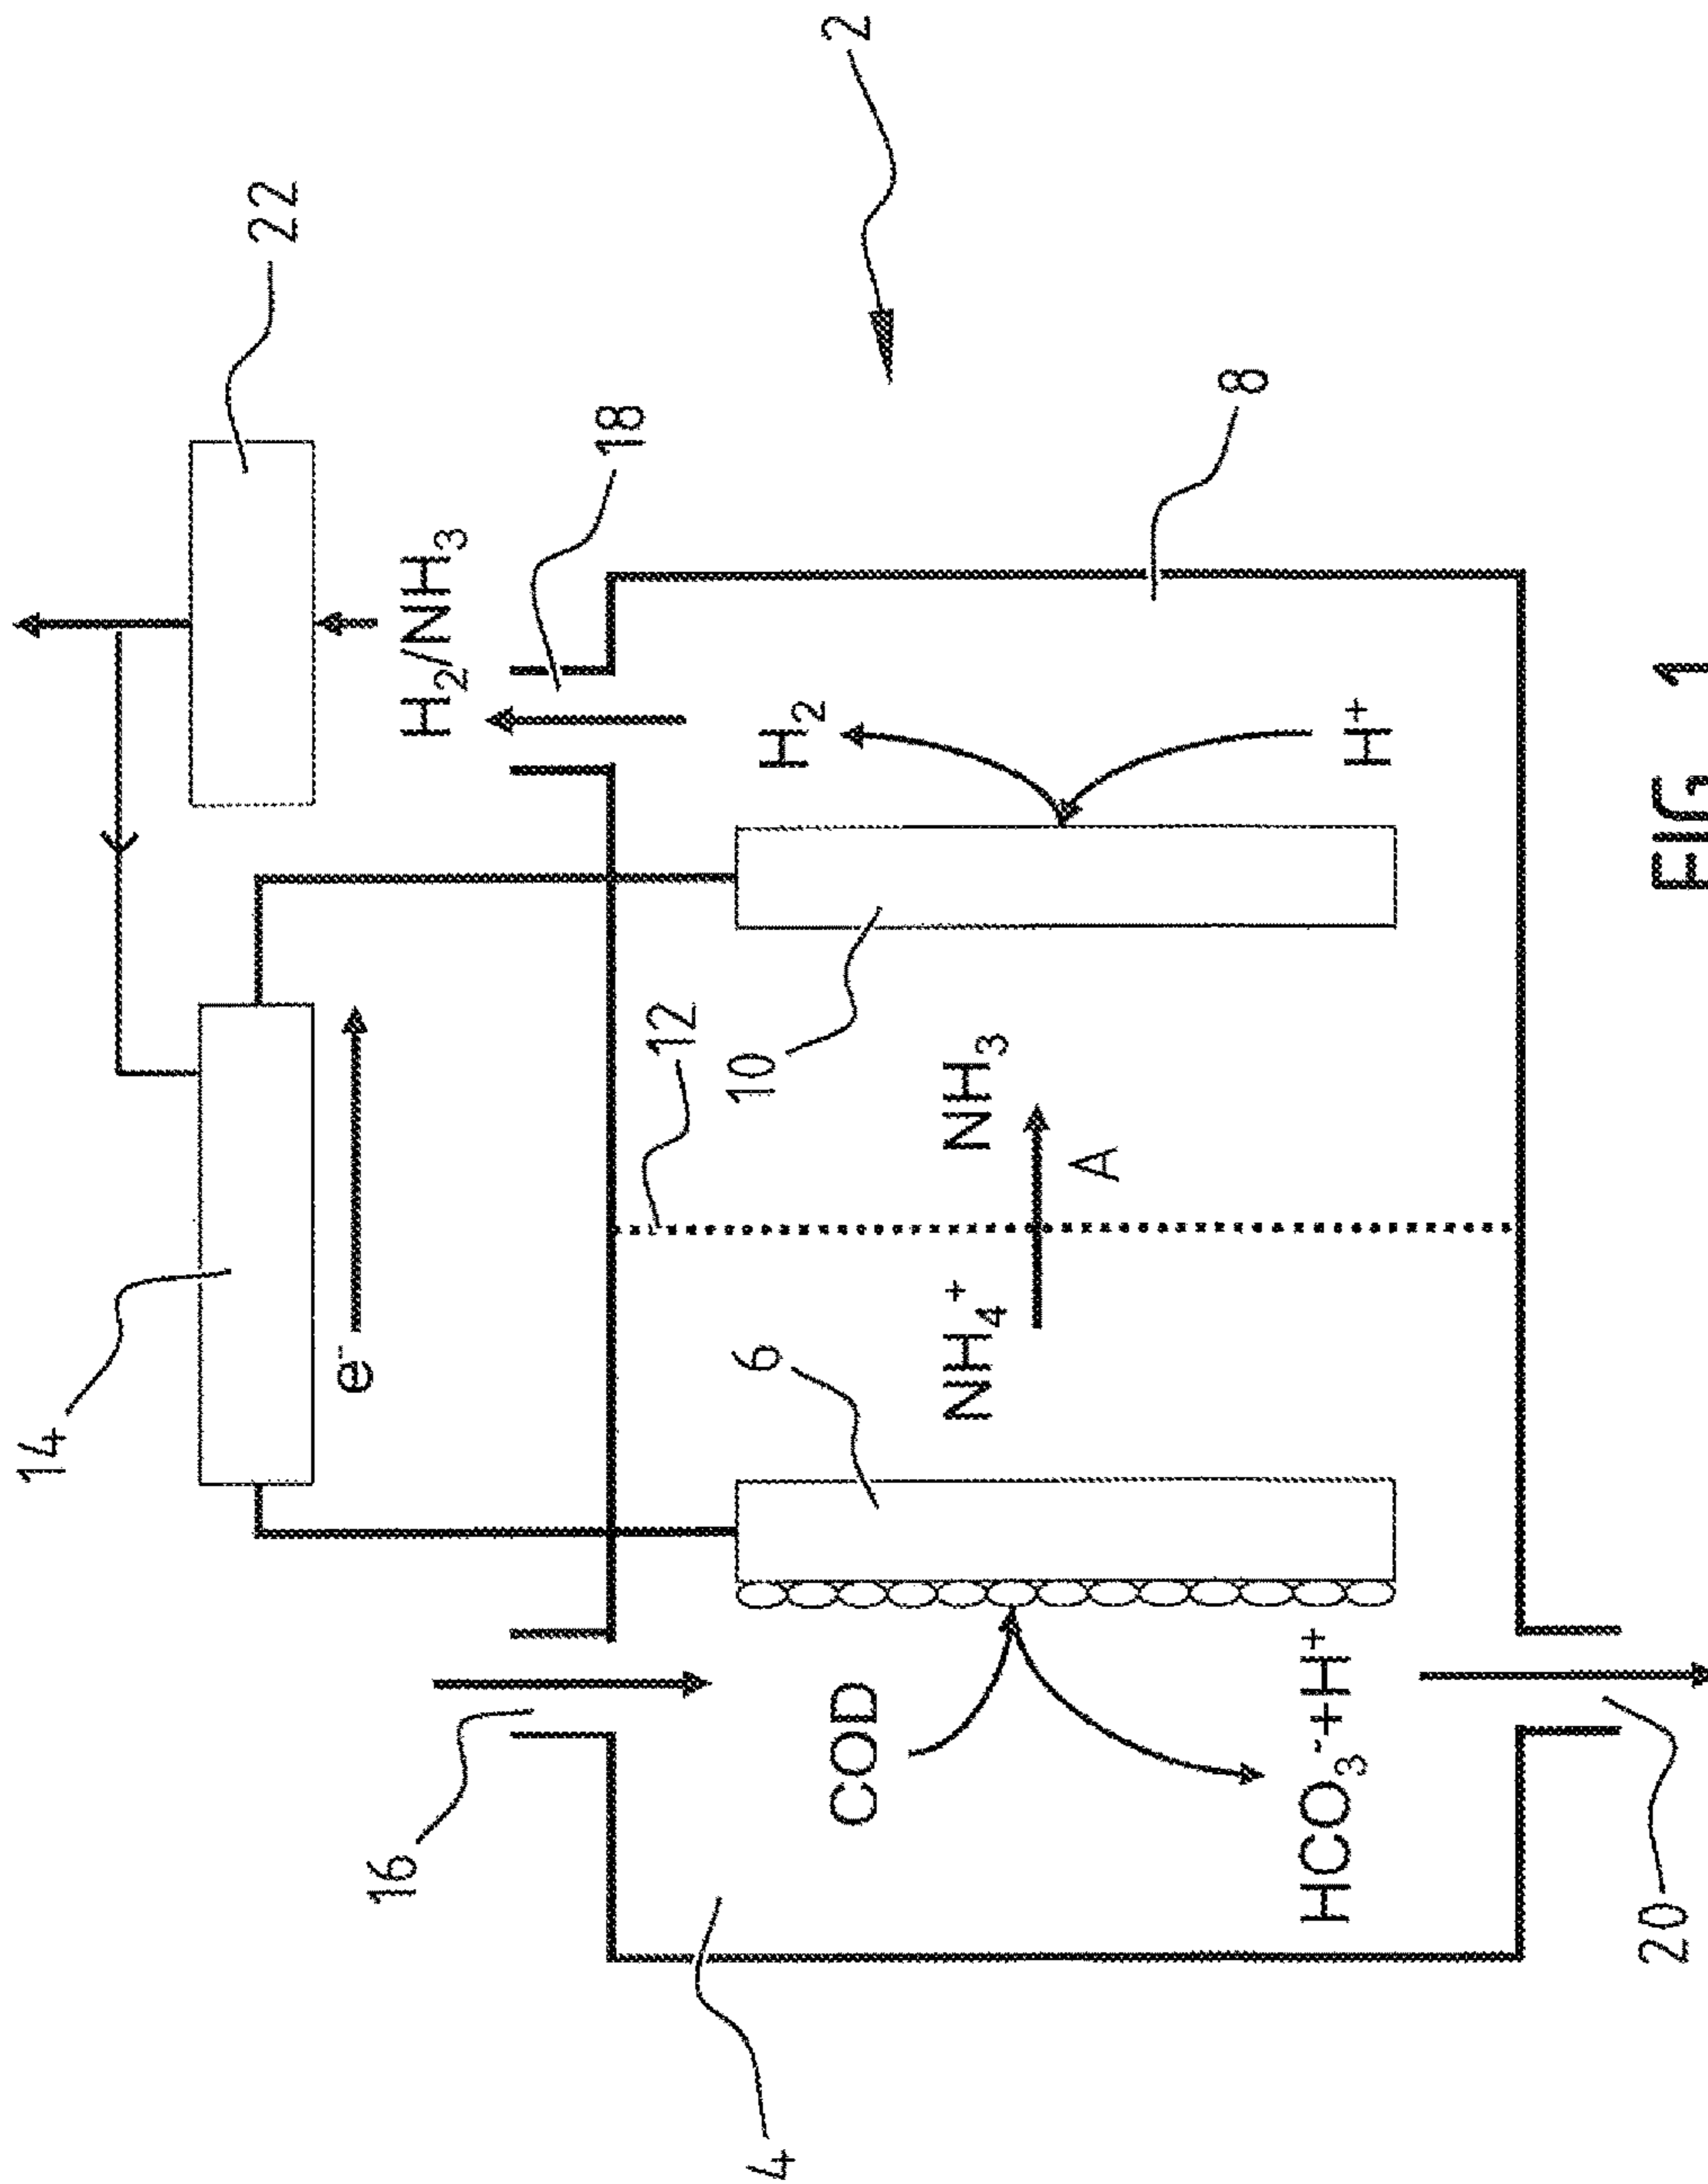 14
22
e⁻
H₂/NH₃
16
12
18
2
COD
6
10
H₂
NH₄⁺
NH₃
A
HCO₃⁻+H⁺
H⁺
4
8
20
FIG. 1